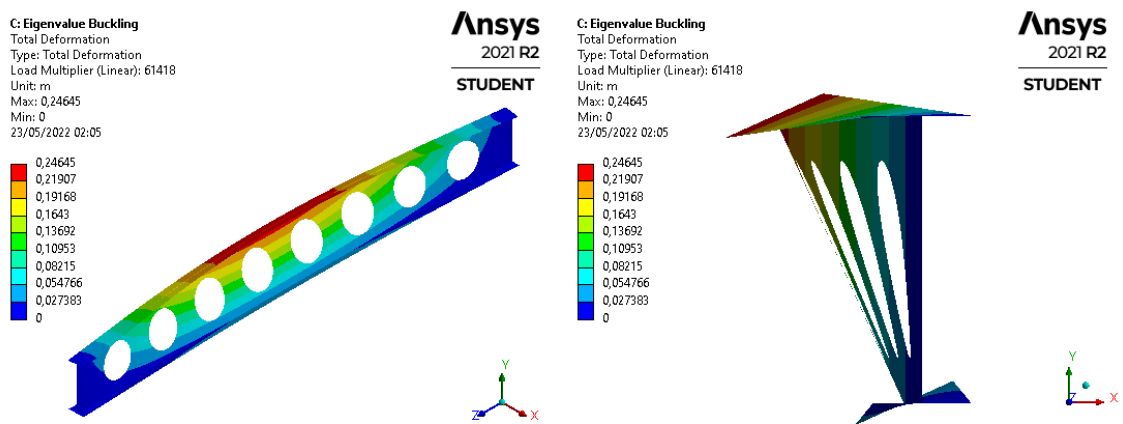 C: Eigenvalue Buckling
Total Deformation
Type: Total Deformation
Load Multiplier (Linear): 61418
Unit: m
Max: 0,24645
Min: 0
23/05/2022 02:05
0,24645
0,21907
0,19168
0,1643
0,13692
0,10953
0,08215
0,054766
0,027383
0
Ansys
2021 R2
STUDENT
Y
Z
X
C: Eigenvalue Buckling
Total Deformation
Type: Total Deformation
Load Multiplier (Linear): 61418
Unit: m
Max: 0,24645
Min: 0
23/05/2022 02:05
0,24645
0,21907
0,19168
0,1643
0,13692
0,10953
0,08215
0,054766
0,027383
0
Ansys
2021 R2
STUDENT
Y
Z
X